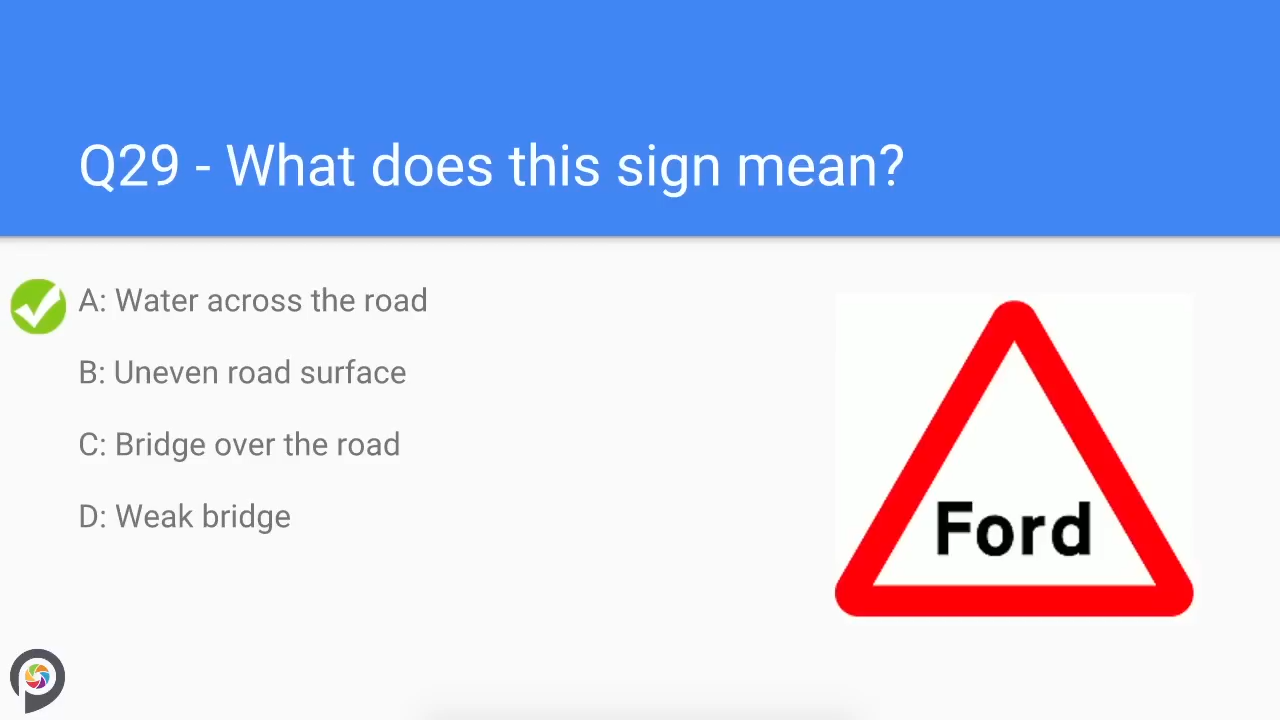 Q29 - What does this sign mean?
A: Water across the road
B: Uneven road surface
C: Bridge over the road
D: Weak bridge
Ford